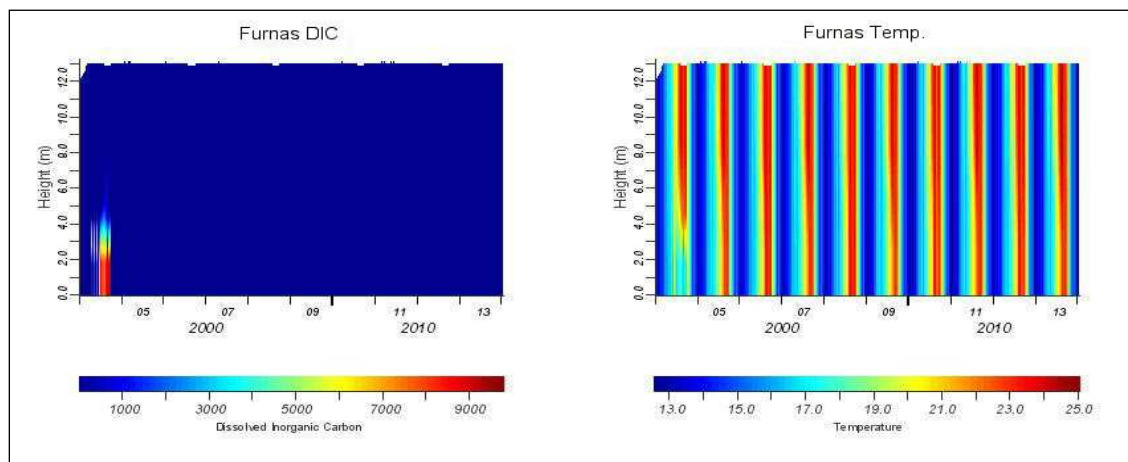 Furnas DIC
Height (m)
12.0
10.0
8.0
6.0
4.0
2.0
0.0
05 07 09 11 13
2000 2010
1000 3000 5000 7000 9000
Dissolved Inorganic Carbon
Furnas Temp.
Height (m)
12.0
10.0
8.0
6.0
4.0
2.0
0.0
05 07 09 11 13
2000 2010
13.0 15.0 17.0 19.0 21.0 23.0 25.0
Temperature